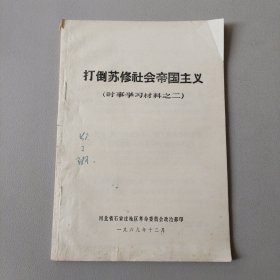 打倒苏修社会帝国主义
(时事学习材料之二)
河北省石家庄地区革命委员会政治部印
一九六九年十二月